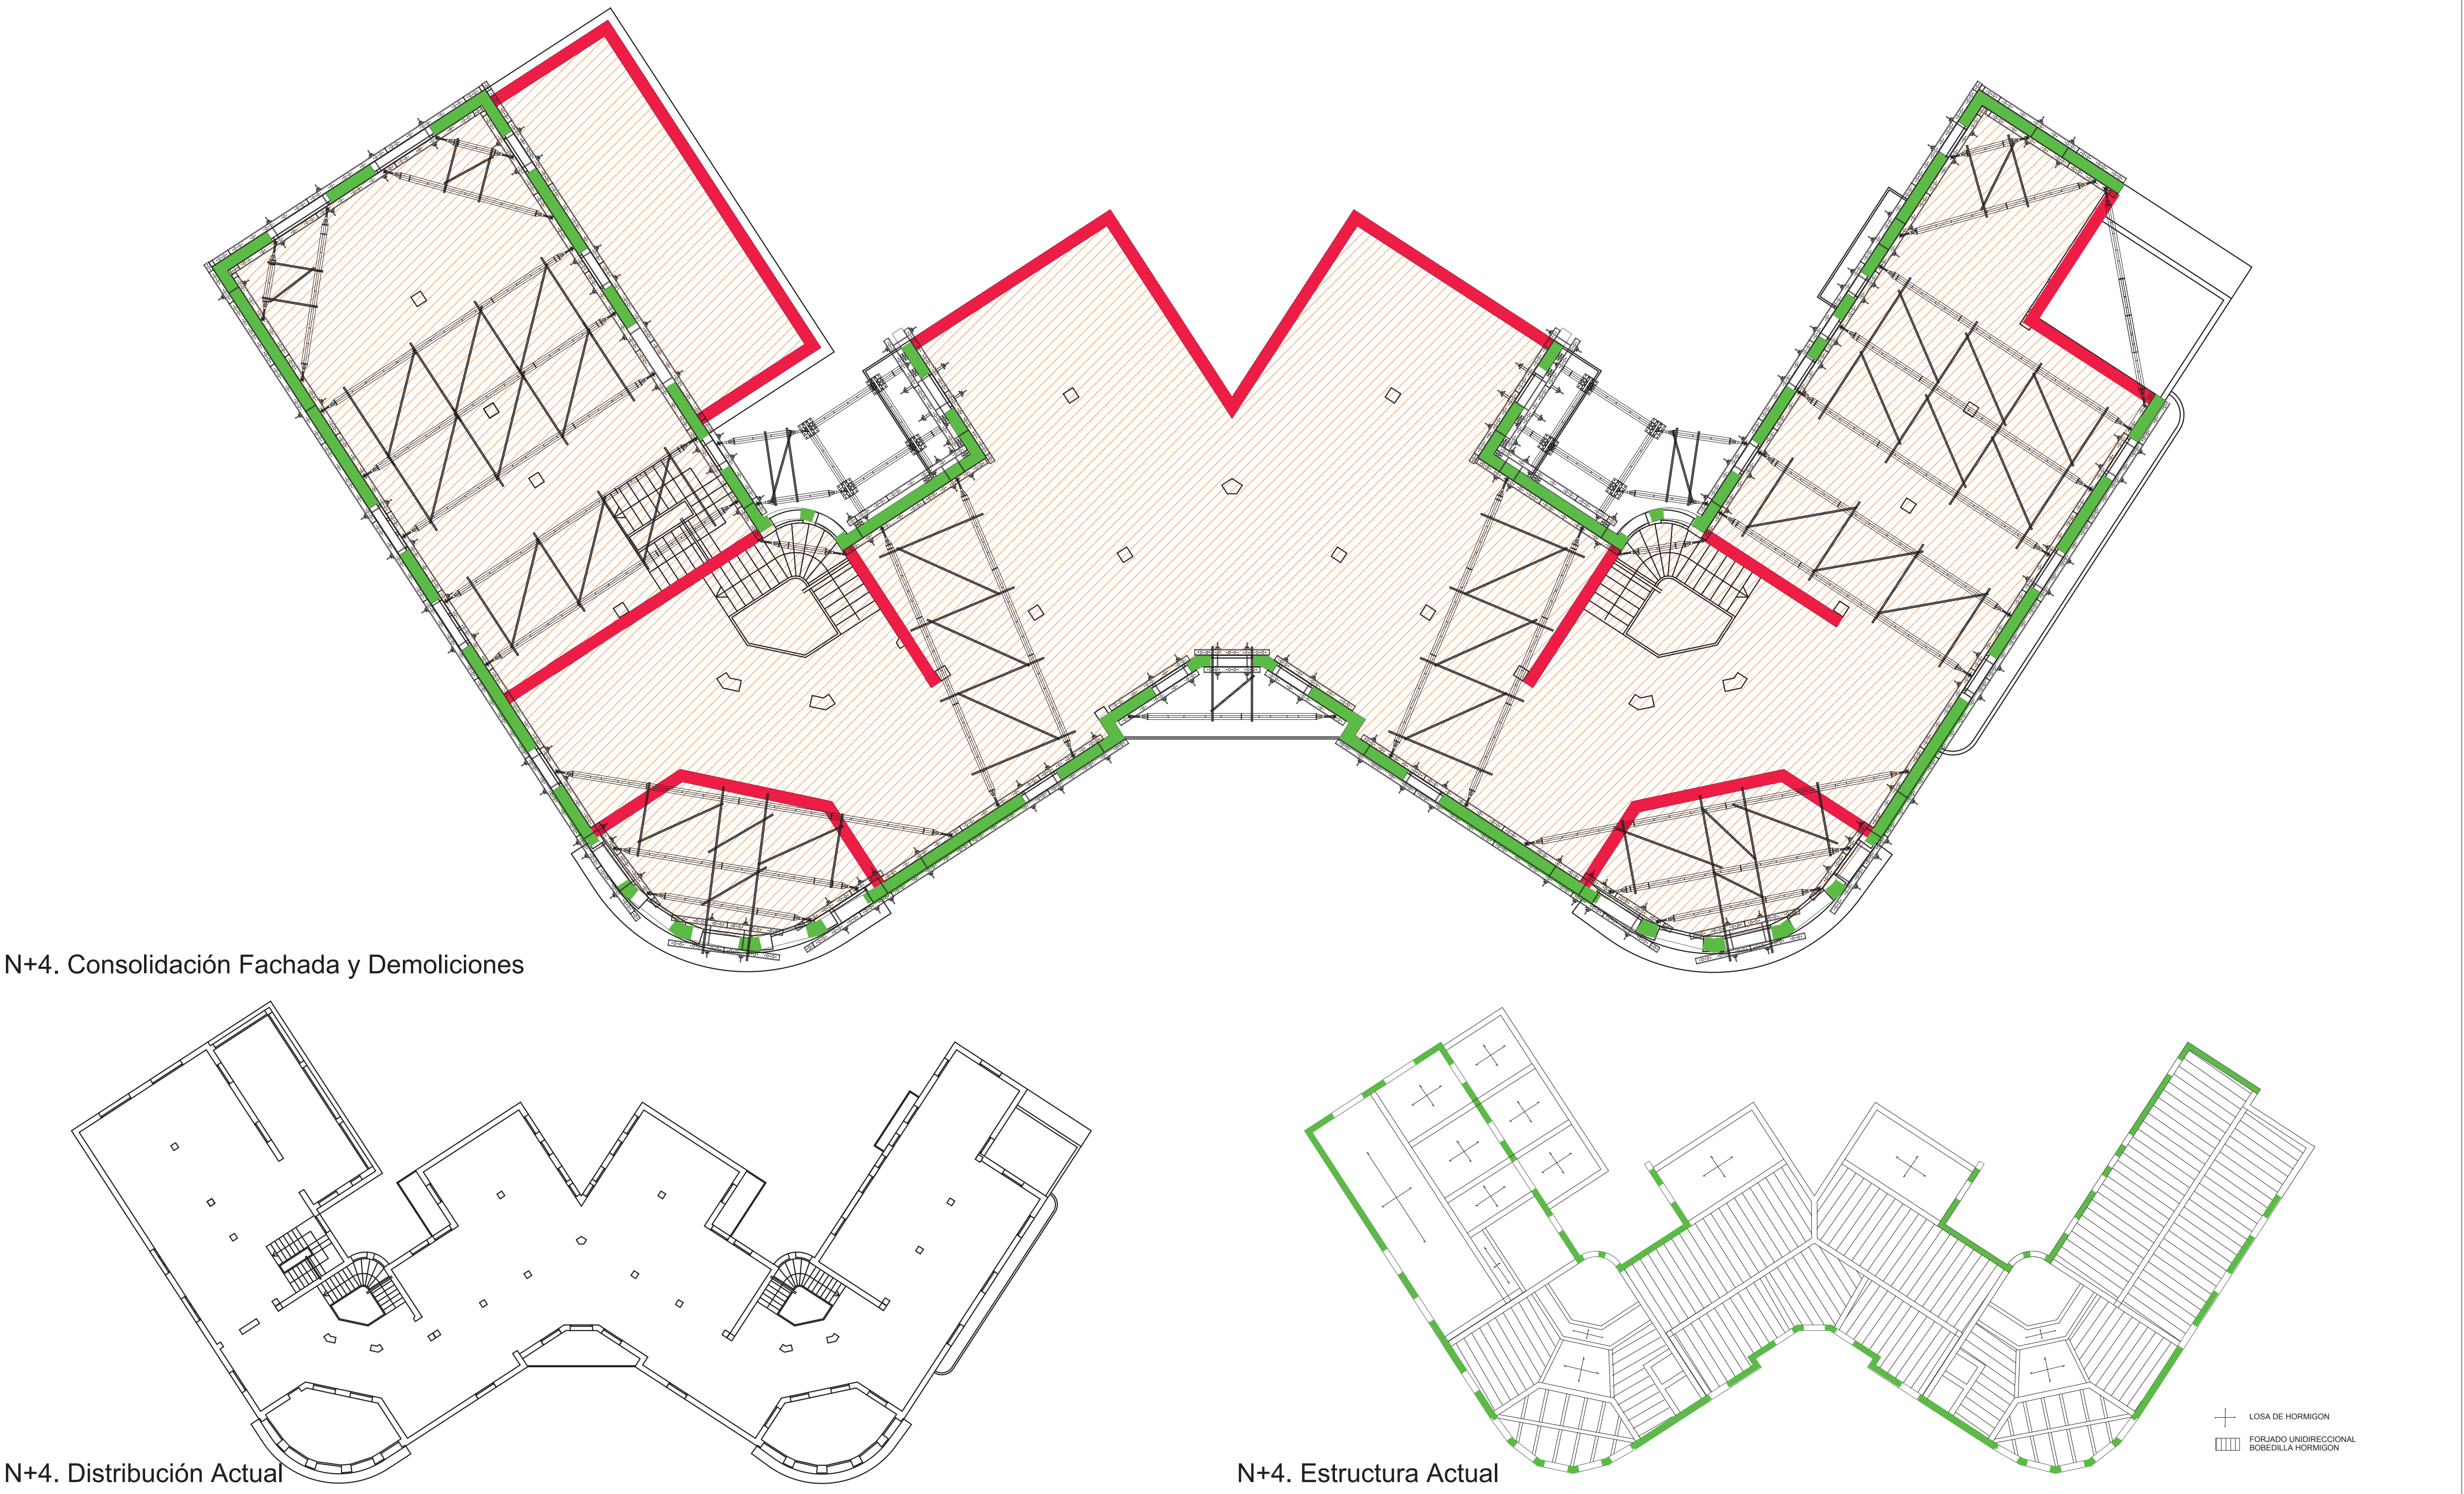 N+4. Consolidación Fachada y Demoliciones
N+4. Distribución Actual
N+4. Estructura Actual
LOSA DE HORMIGON
FORJADO UNIDIRECCIONAL
BOBEDILLA HORMIGON